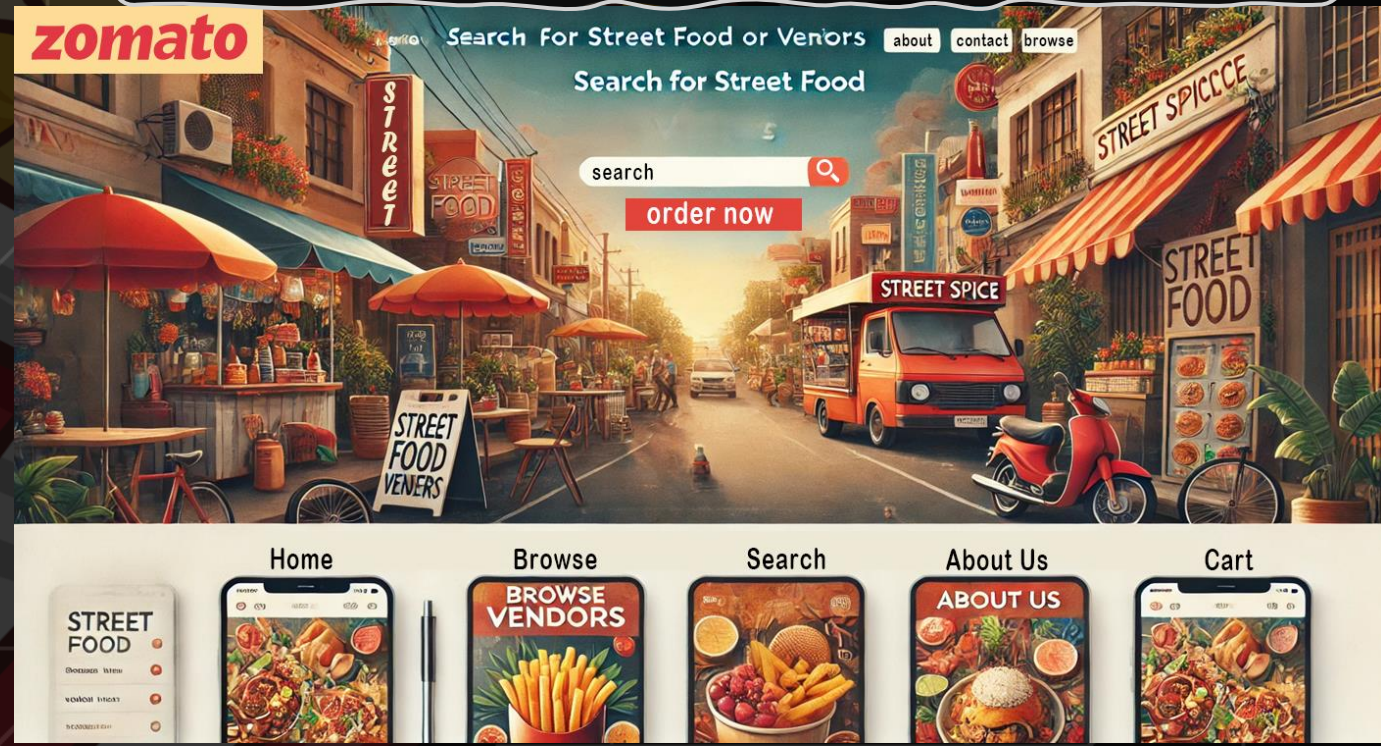 zomato
Search For Street Food or Venors
about
contact
browse
Search for Street Food
search
order now
STREET
STREET
FOOD
STREET SPICCCE
STREET SPICE
STREET
FOOD
STREET
FOOD
VENERS
Home
Browse
Search
About Us
Cart
STREET
FOOD
BROWSE
VENDORS
ABOUT US